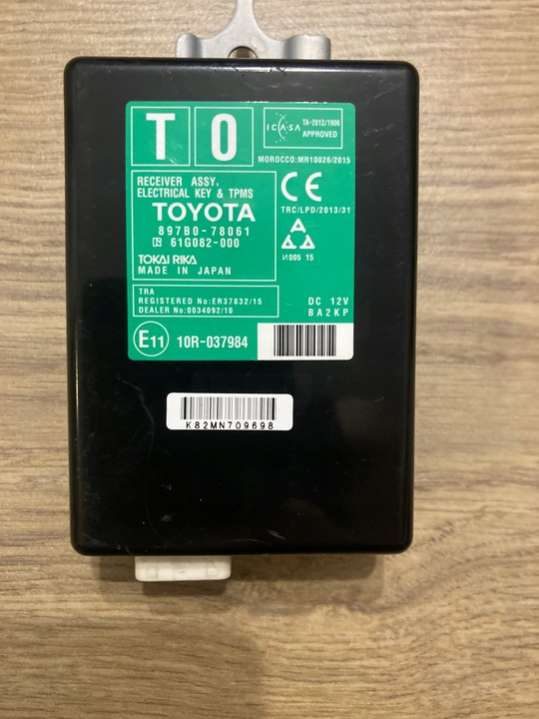 T O
ICASA
TA-2012/1906
APPROVED
MOROCCO:MR10026/2015
RECEIVER ASSY,
ELECTRICAL KEY & TPMS
TOYOTA
897B0-78061
61G082-000
TOKAI RIKA
MADE IN JAPAN
CE
TRC/LPD/2013/31
И005 15
TRA
REGISTERED No:ER37832/15
DEALER No:0034092/10
DC 12V
BA2KP
E11 10R-037984
K82MN709698